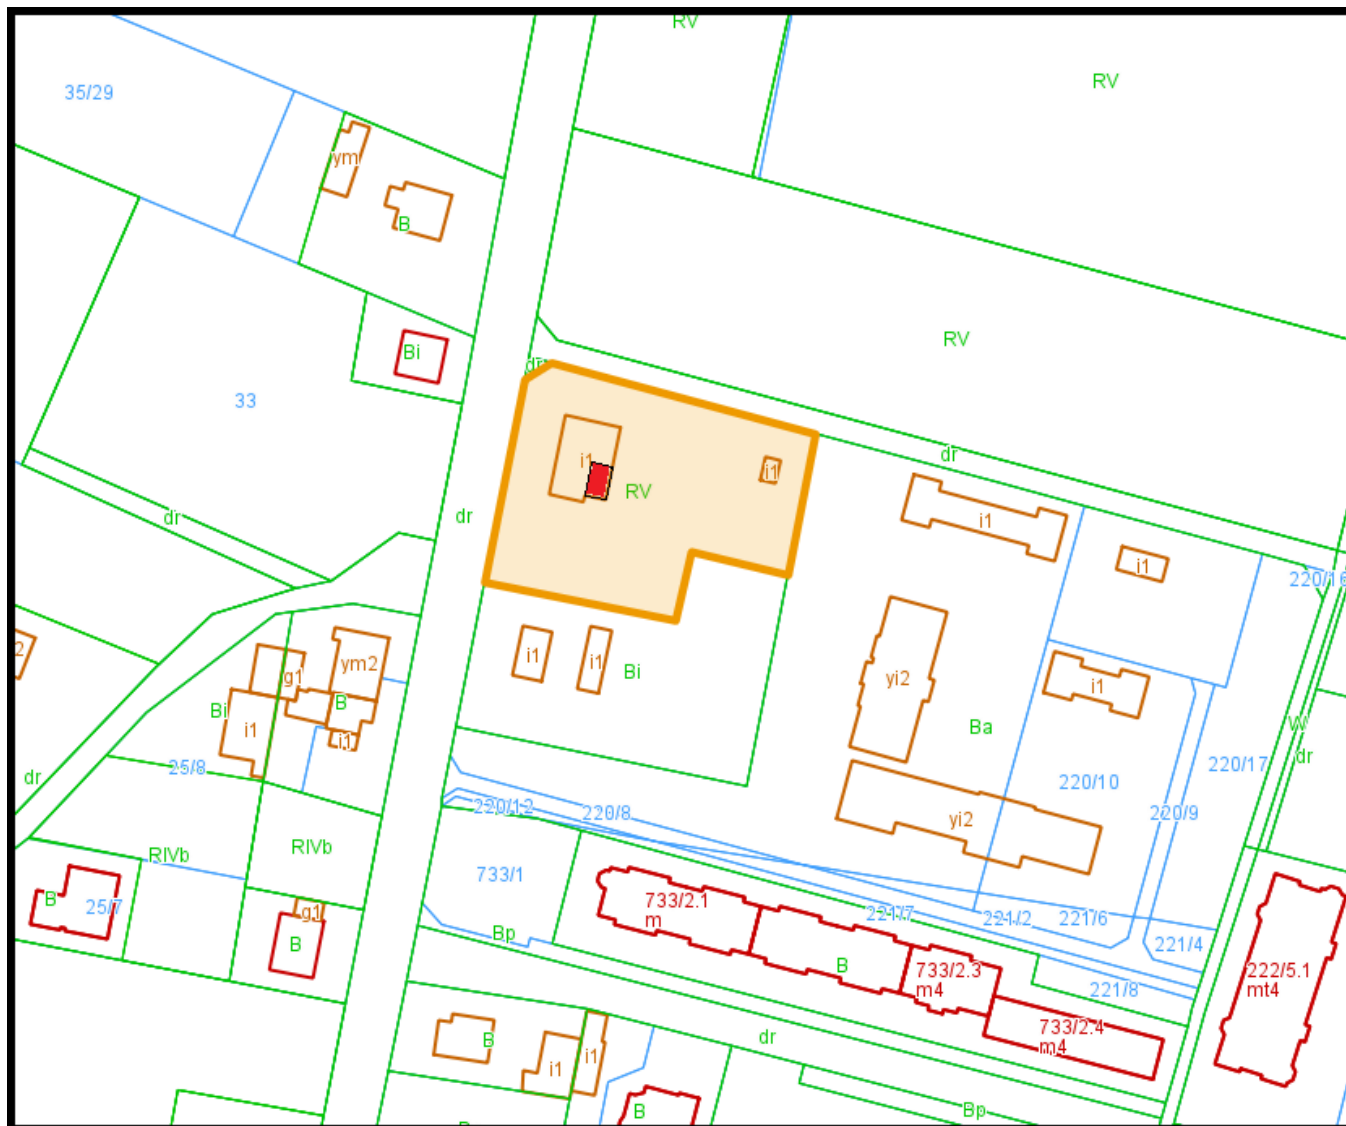 RV
RV
35/29
ym
B
RV
Bi
dr
33
dr
i1
i1
RV
dr
dr
i1
i1
220/16
2
i1
i1
Bi
g1
ym2
yi2
i1
B
Bi
i1
i1
Ba
W
dr
25/8
220/17
dr
220/10
220/12
220/8
220/9
yi2
RIVb
RIVb
733/1
B
25/7
g1
733/2.1
m
221/7
221/2
221/6
B
Bp
221/4
B
733/2.3
m4
222/5.1
mt4
221/8
B
dr
733/2.4
m4
i1
i1
B
Bp